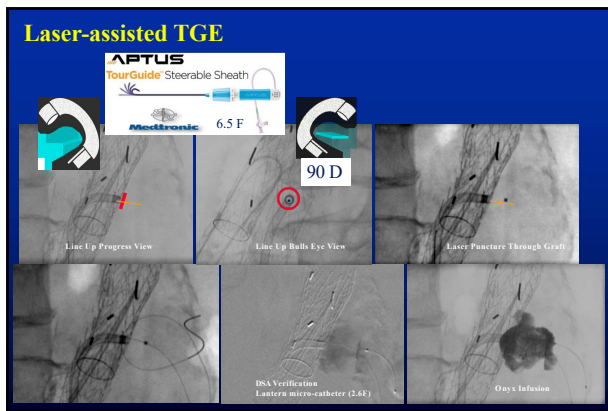 Laser-assisted TGE
APTUS
TourGuide™ Steerable Sheath
Medtronic
6.5 F
90 D
Line Up Progress View
Line Up Bulls Eye View
Laser Puncture Through Graft
DSA Verification
Lantern micro-catheter (2.6F)
Onyx Infusion